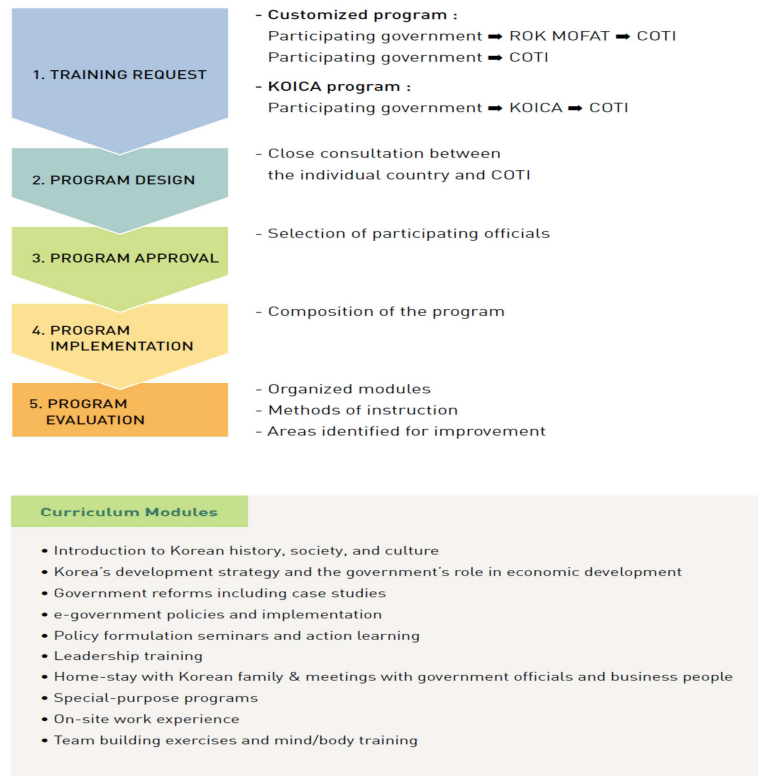 1. TRAINING REQUEST
- Customized program :
Participating government ➡ ROK MOFAT ➡ COTI
Participating government ➡ COTI
- KOICA program :
Participating government ➡ KOICA ➡ COTI
2. PROGRAM DESIGN
- Close consultation between
the individual country and COTI
3. PROGRAM APPROVAL
- Selection of participating officials
4. PROGRAM
IMPLEMENTATION
- Composition of the program
5. PROGRAM
EVALUATION
- Organized modules
- Methods of instruction
- Areas identified for improvement
Curriculum Modules
• Introduction to Korean history, society, and culture
• Korea's development strategy and the government's role in economic development
• Government reforms including case studies
• e-government policies and implementation
• Policy formulation seminars and action learning
• Leadership training
• Home-stay with Korean family & meetings with government officials and business people
• Special-purpose programs
• On-site work experience
• Team building exercises and mind/body training